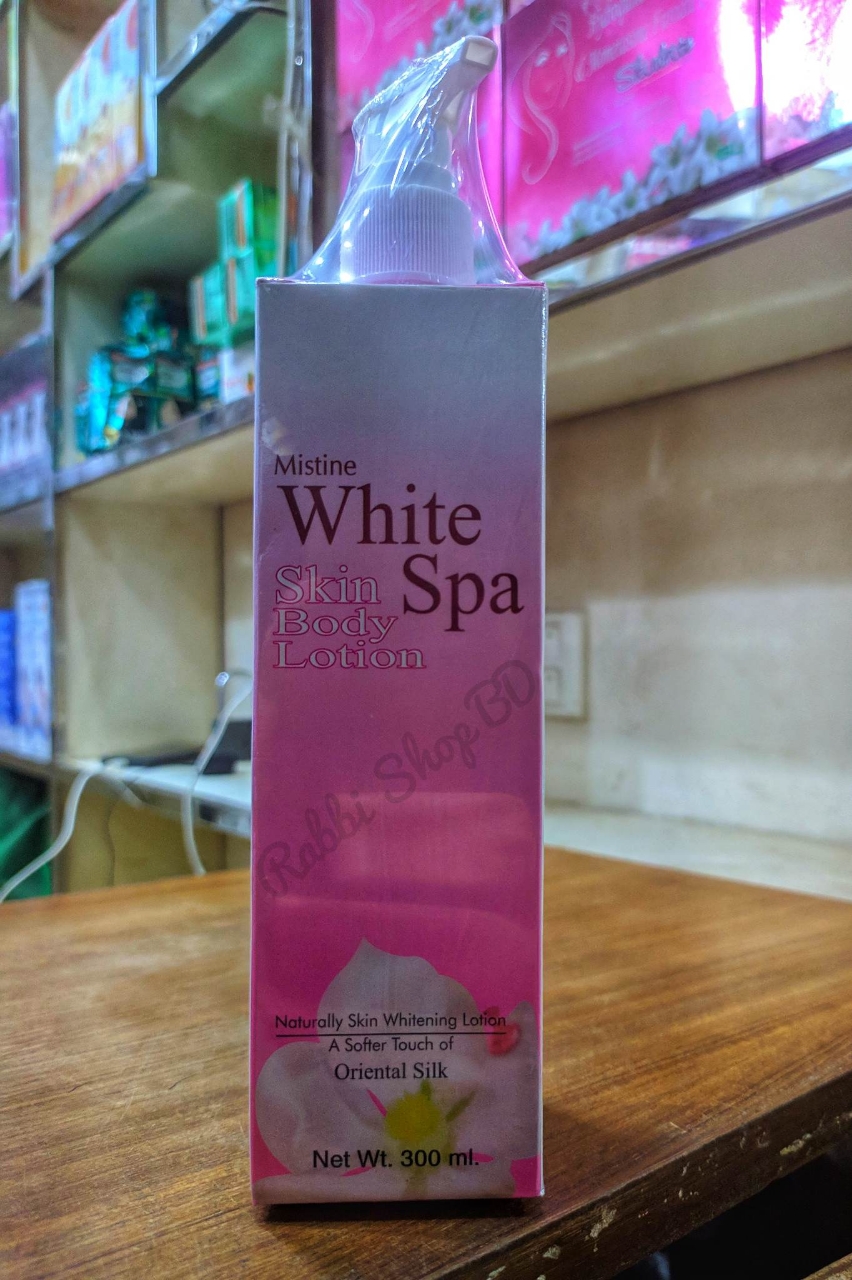 Mistine
White
Spa
Skin
Body
Lotion
Rabbi Shop BD
Naturally Skin Whitening Lotion
A Softer Touch of
Oriental Silk
Net Wt. 300 ml.